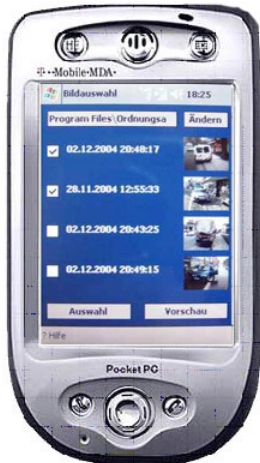 T··Mobile·MDA·
Bildauswahl 18:25
Program Files\Ordnungsa Ändern
02.12.2004 20:48:17
28.11.2004 12:55:33
02.12.2004 20:43:25
02.12.2004 20:49:15
Auswahl Vorschau
? Hilfe
Pocket PC